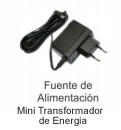 Fuente de
Alimentación
Mini Transformador
de Energia